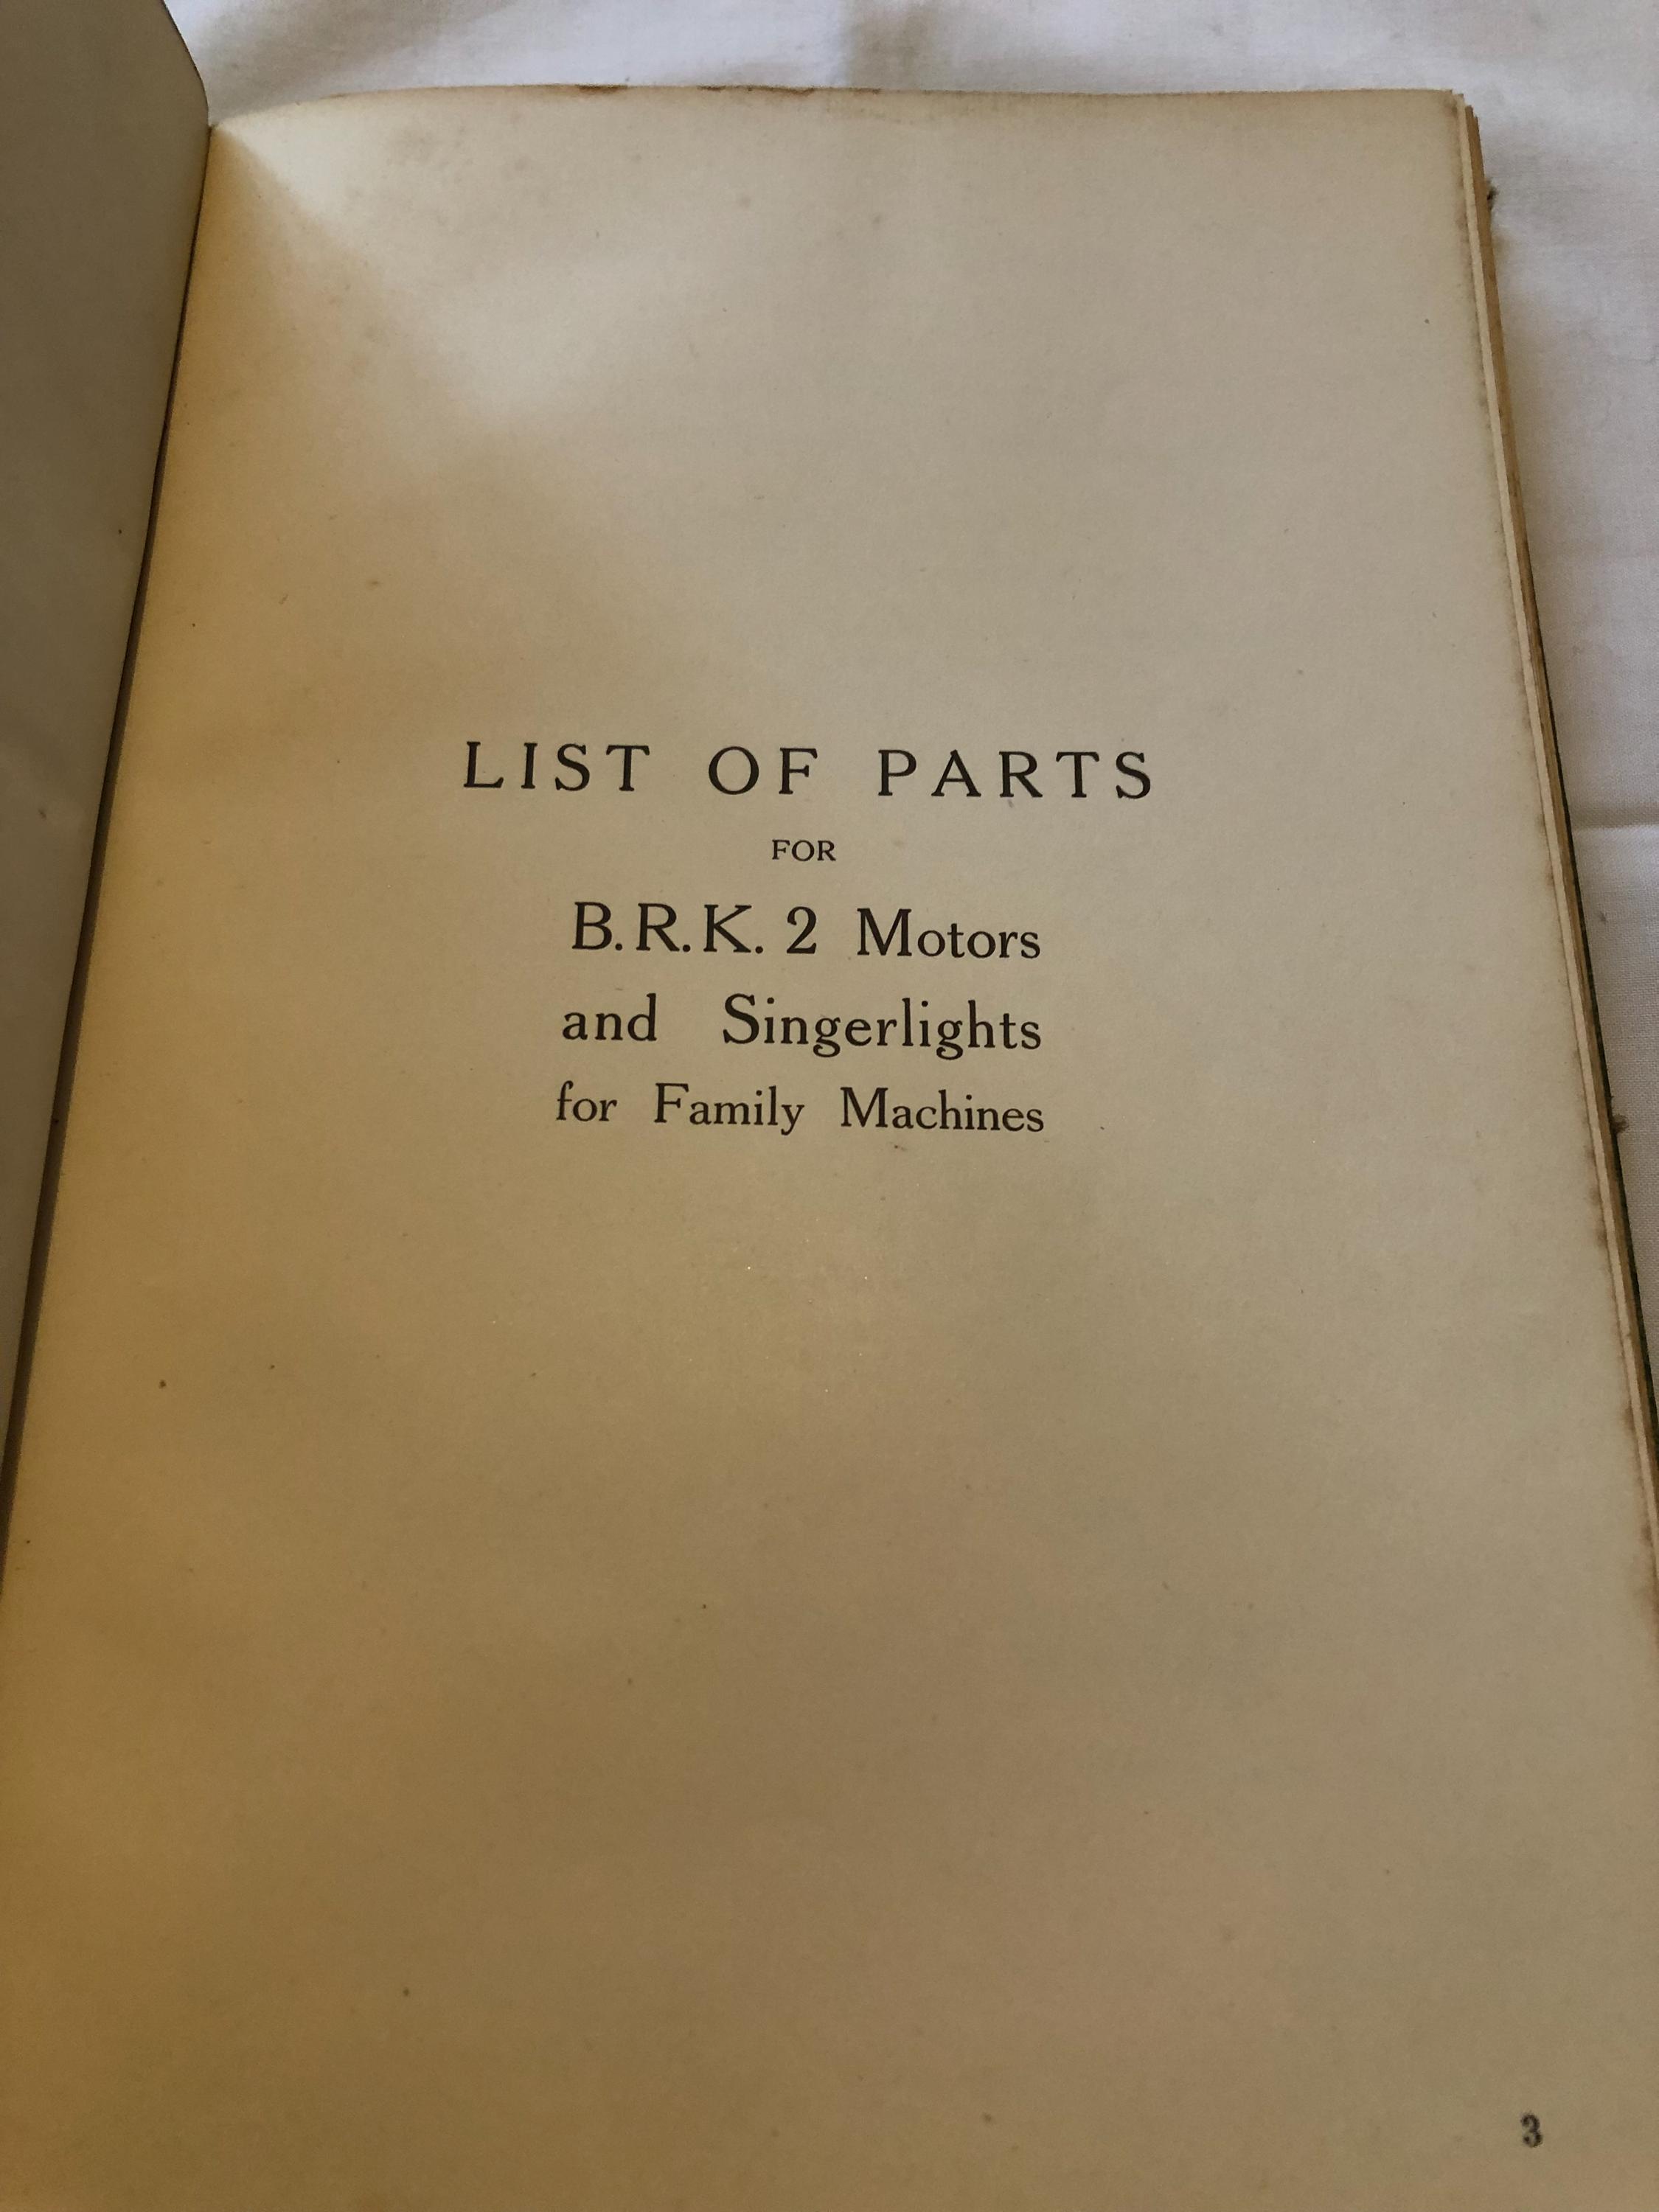 LIST OF PARTS
FOR
B.R.K. 2 Motors
and Singerlights
for Family Machines
3